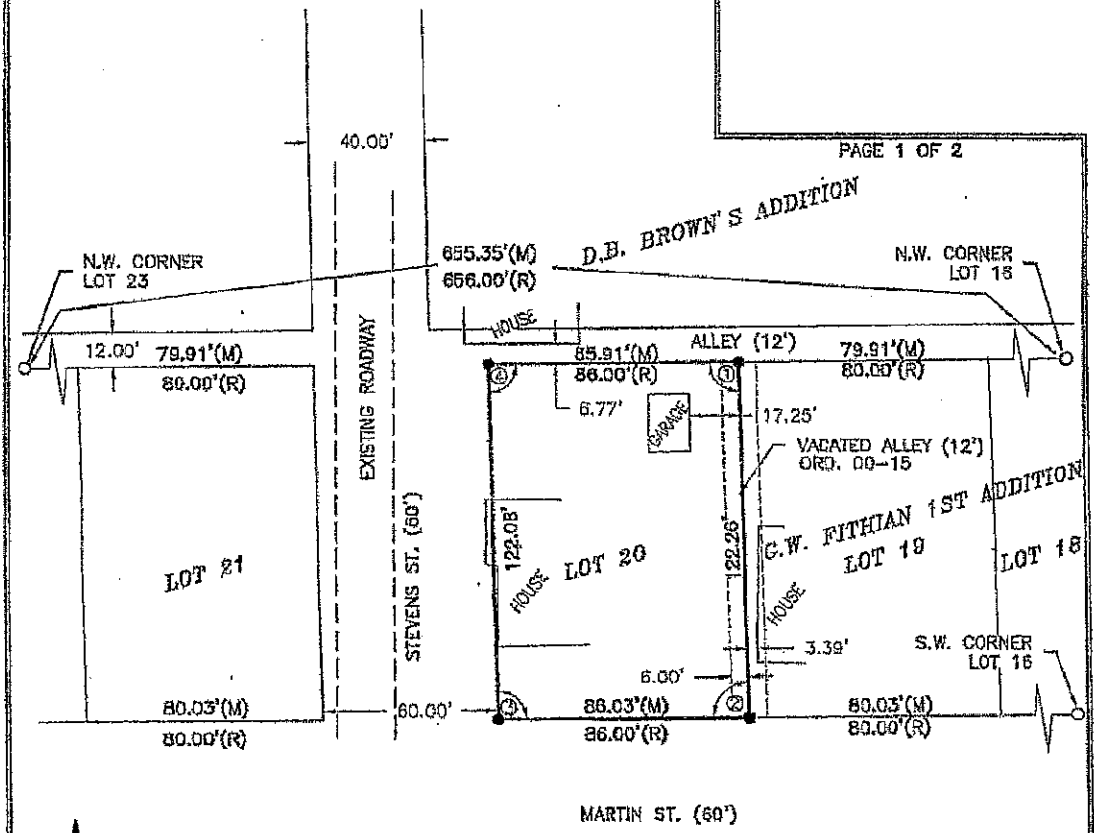 40.00'
PAGE 1 OF 2
D.B. BROWN'S ADDITION
N.W. CORNER
LOT 23
655.35'(M)
656.00'(R)
N.W. CORNER
LOT 16
HOUSE
12.00'
79.91'(M)
80.00'(R)
85.91'(M)
86.00'(R)
ALLEY (12')
79.91'(M)
80.00'(R)
EXISTING ROADWAY
4
1
6.77'
GARAGE
17.25'
VACATED ALLEY (12')
ORD. 00-15
G.W. FITHIAN 1ST ADDITION
LOT 21
STEVENS ST. (60')
122.08'
HOUSE
LOT 20
122.26'
HOUSE
LOT 19
LOT 18
3.39'
6.00'
S.W. CORNER
LOT 16
80.03'(M)
80.00'(R)
60.00'
3
86.03'(M)
86.00'(R)
2
80.03'(M)
80.00'(R)
MARTIN ST. (60')